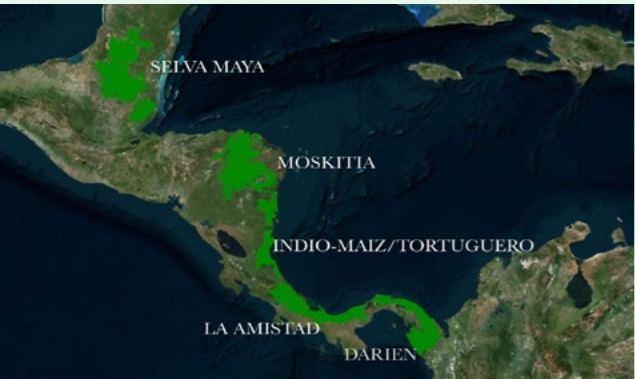 SELVA MAYA
MOSKITIA
INDIO-MAIZ/TORTUGUERO
LA AMISTAD
DARIEN